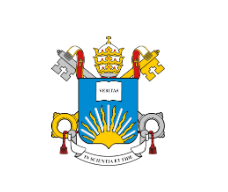 VERITAS
IN SCIENTIA ET FIDE